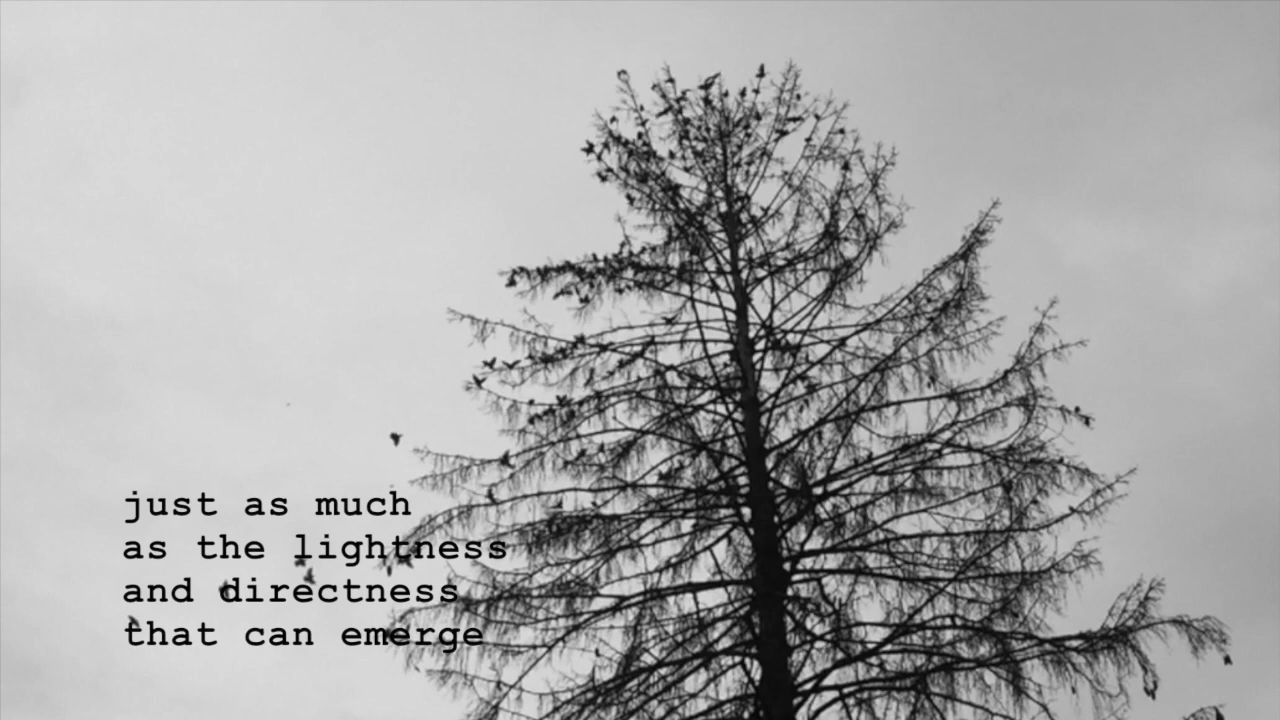 just as much
as the lightness
and directness
that can emerge